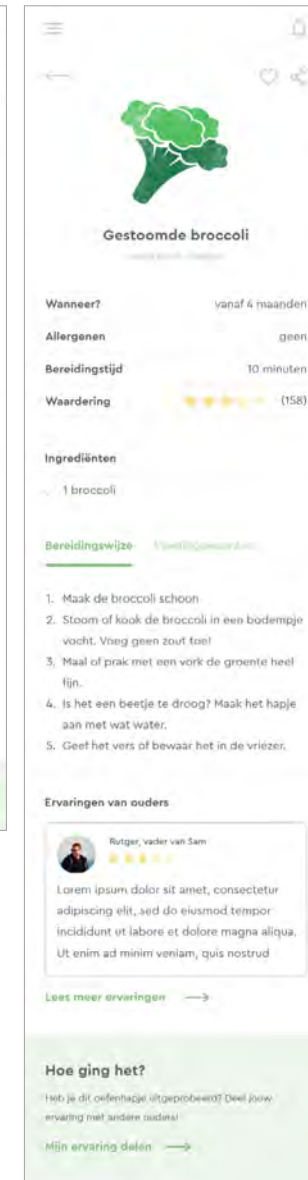 Gestoomde broccoli
Wanneer? vanaf 4 maanden
Allergenen geen
Bereidingstijd 10 minuten
Waardering (158)
Ingrediënten
1 broccoli
Bereidingswijze
1. Maak de broccoli schoon
2. Stoom of kook de broccoli in een bodempje
vocht. Voeg geen zout toe!
3. Maal of prak met een vork de groente heel
fijn.
4. Is het een beetje te droog? Maak het hapje
aan met wat water.
5. Geef het vers of bewaar het in de vriezer.
Ervaringen van ouders
Rutger, vader van Sam
Lorem ipsum dolor sit amet, consectetur
adipiscing elit, sed do eiusmod tempor
incididunt ut labore et dolore magna aliqua.
Ut enim ad minim veniam, quis nostrud
Lees meer ervaringen
Hoe ging het?
Heb je dit oefenhapje uitgeprobeerd? Deel jouw
ervaring met andere ouders!
Mijn ervaring delen